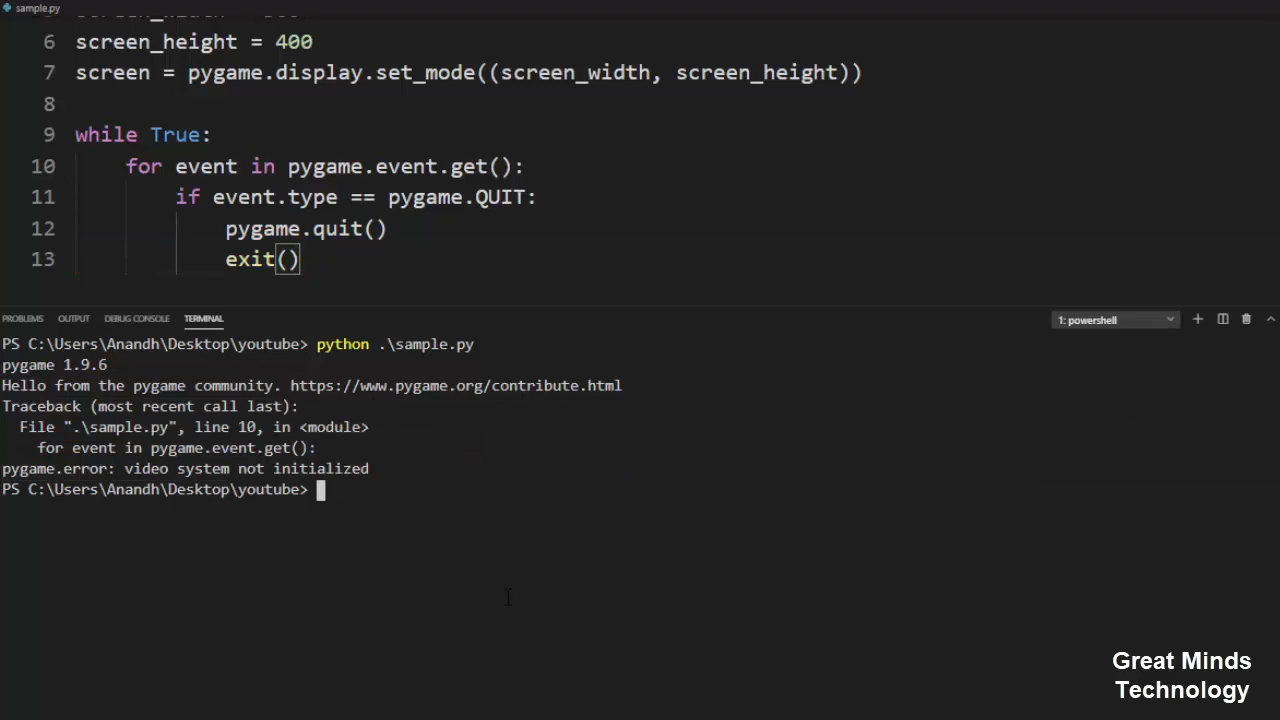 sample.py
6 screen_height = 400
7 screen = pygame.display.set_mode((screen_width, screen_height))
8
9 while True:
10 for event in pygame.event.get():
11 if event.type == pygame.QUIT:
12 pygame.quit()
13 exit()
PROBLEMS OUTPUT DEBUG CONSOLE TERMINAL 1: powershell
PS C:\Users\Anandh\Desktop\youtube> python .\sample.py
pygame 1.9.6
Hello from the pygame community. https://www.pygame.org/contribute.html
Traceback (most recent call last):
File ".\sample.py", line 10, in <module>
for event in pygame.event.get():
pygame.error: video system not initialized
PS C:\Users\Anandh\Desktop\youtube>
Great Minds
Technology